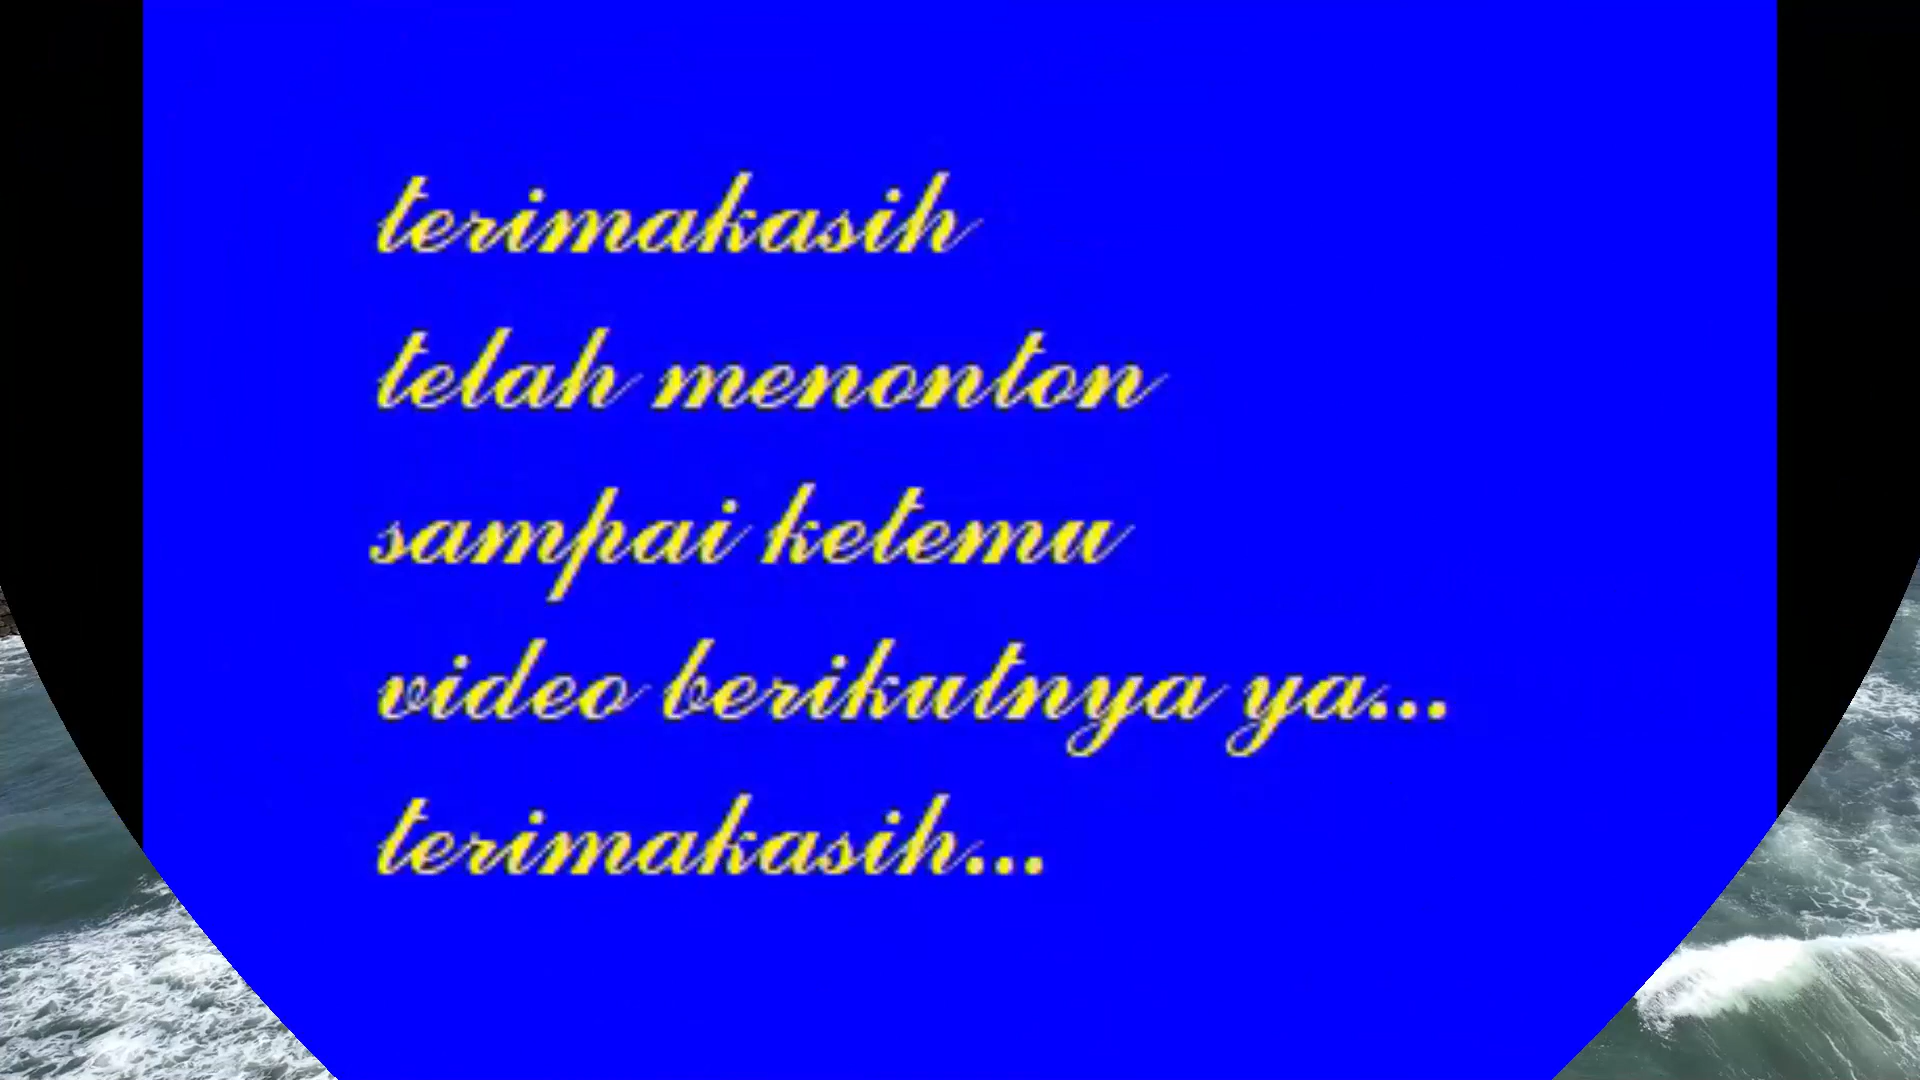 terimakasih
telah menonton
sampai ketemu
video berikutnya ya...
terimakasih...